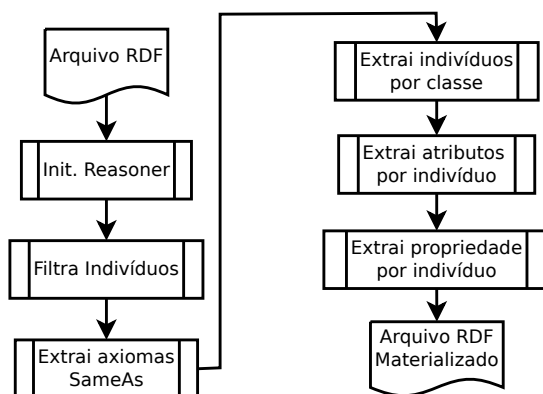 Arquivo RDF
Init. Reasoner
Filtra Indivíduos
Extrai axiomas
SameAs
Extrai indivíduos
por classe
Extrai atributos
por indivíduo
Extrai propriedade
por indivíduo
Arquivo RDF
Materializado